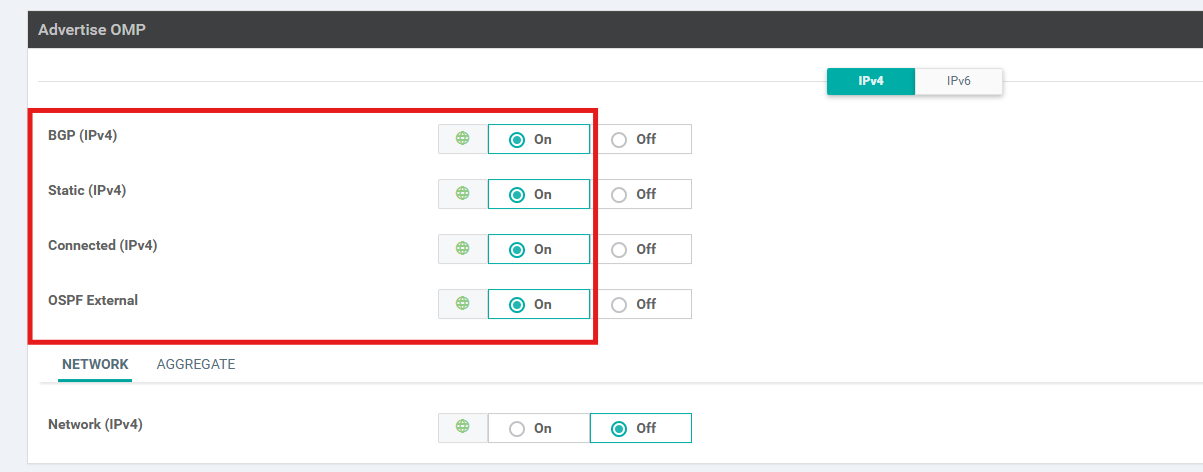 Advertise OMP
IPv4 IPv6
BGP (IPv4) On Off
Static (IPv4) On Off
Connected (IPv4) On Off
OSPF External On Off
NETWORK AGGREGATE
Network (IPv4) On Off